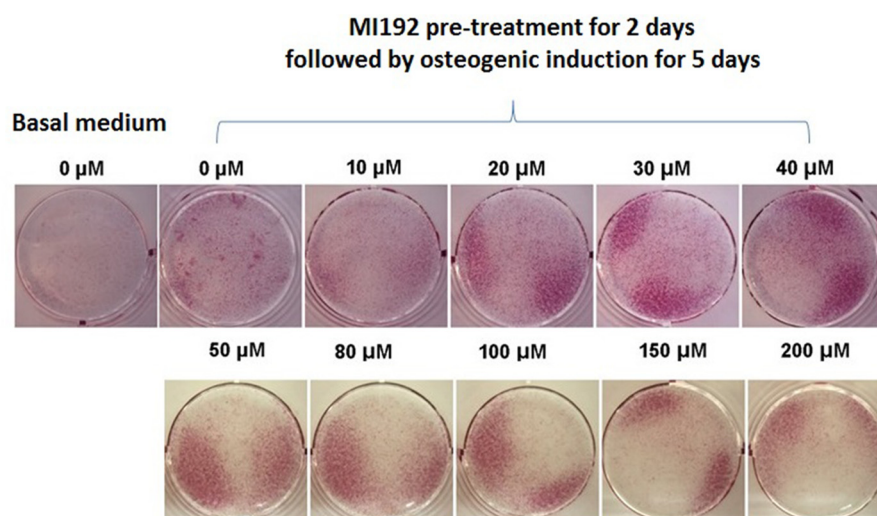 MI192 pre-treatment for 2 days
followed by osteogenic induction for 5 days
Basal medium
0 µM 0 µM 10 µM 20 µM 30 µM 40 µM
50 µM 80 µM 100 µM 150 µM 200 µM